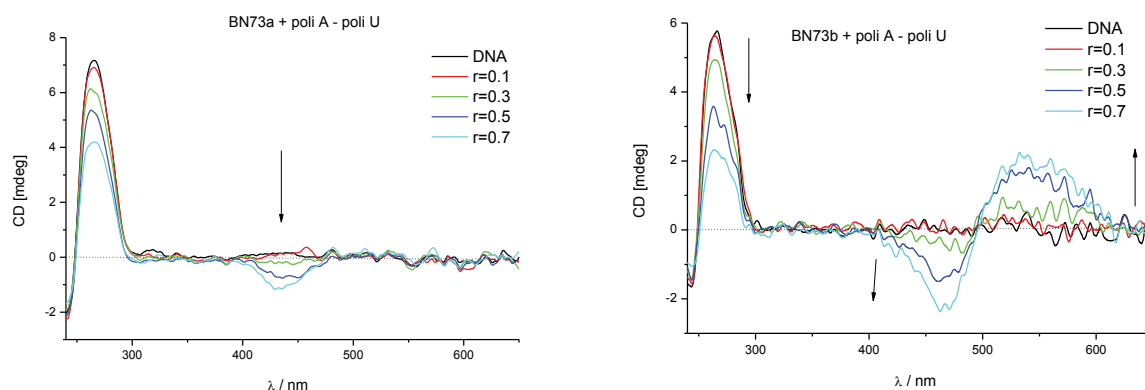 BN73a + poli A - poli U
8
6
4
2
0
-2
CD [mdeg]
300
400
500
600
λ / nm
DNA
r=0.1
r=0.3
r=0.5
r=0.7
BN73b + poli A - poli U
6
4
2
0
-2
CD [mdeg]
300
400
500
600
λ / nm
DNA
r=0.1
r=0.3
r=0.5
r=0.7